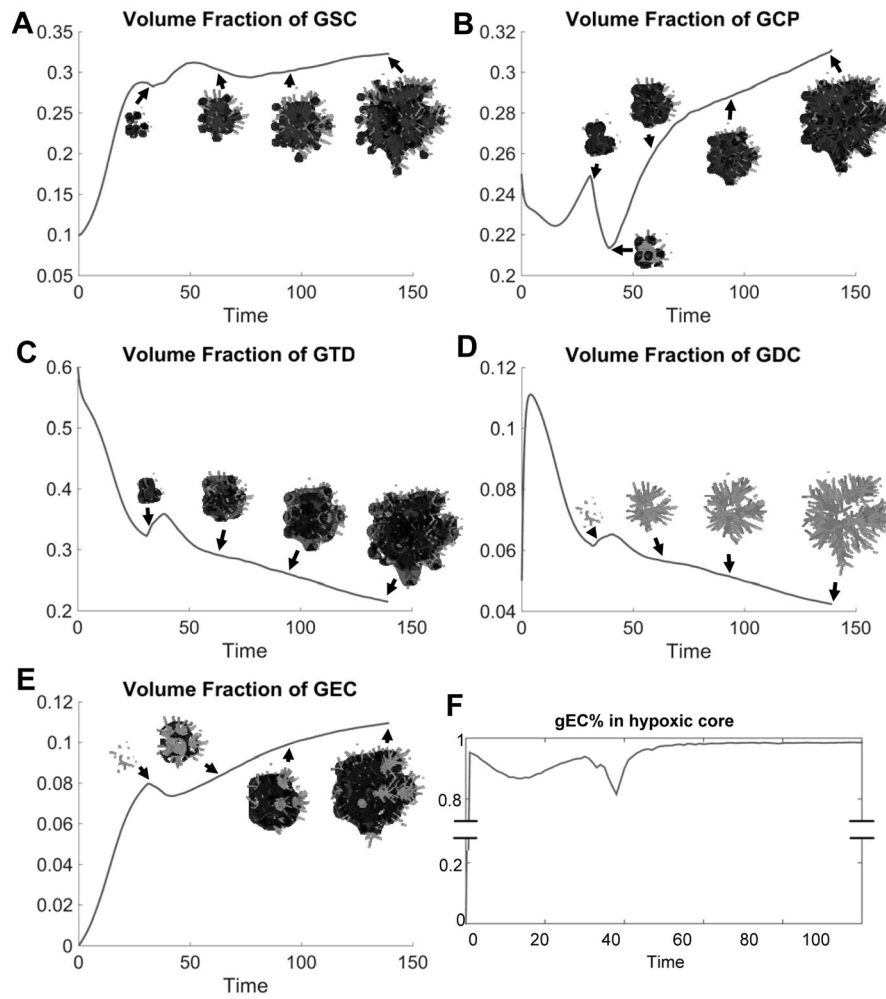 A
Volume Fraction of GSC
0.35
0.3
0.25
0.2
0.15
0.1
0.05
0 50 100 150
Time
B
Volume Fraction of GCP
0.32
0.3
0.28
0.26
0.24
0.22
0.2
0 50 100 150
Time
C
Volume Fraction of GTD
0.6
0.5
0.4
0.3
0.2
0 50 100 150
Time
D
Volume Fraction of GDC
0.12
0.1
0.08
0.06
0.04
0 50 100 150
Time
E
Volume Fraction of GEC
0.12
0.1
0.08
0.06
0.04
0.02
0
0 50 100 150
Time
F
gEC% in hypoxic core
1
0.8
0.2
0
0 20 40 60 80 100
Time